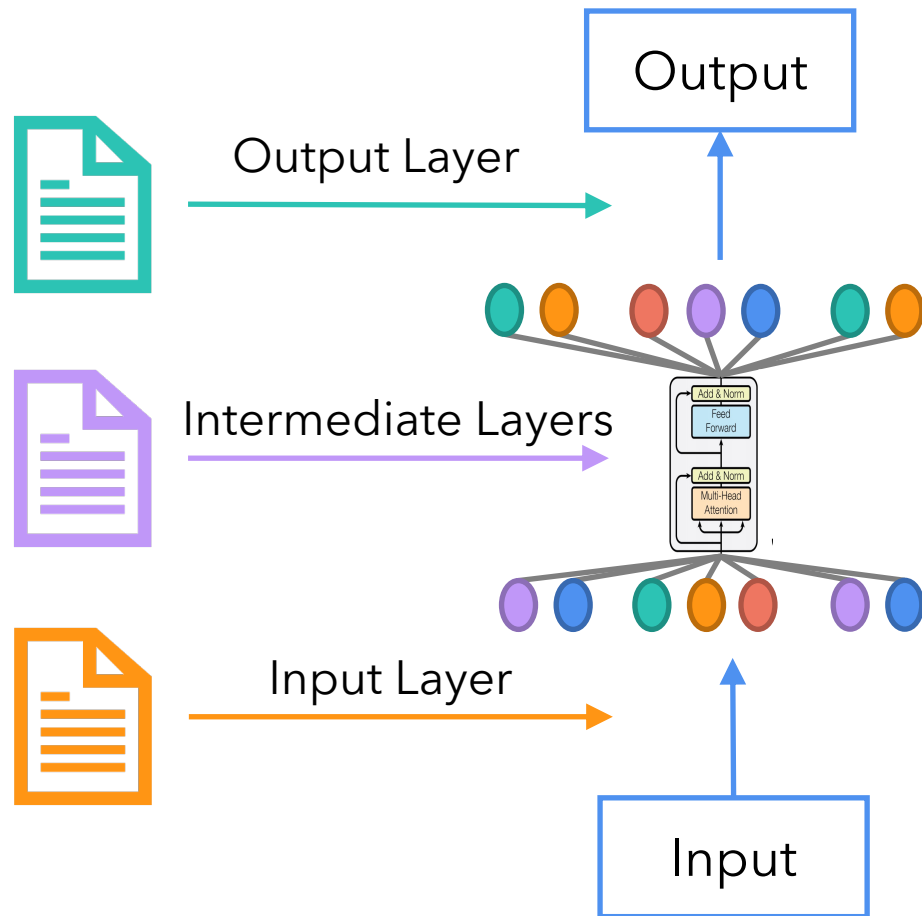 Output
Output Layer
Intermediate Layers
Add & Norm
Feed
Forward
Add & Norm
Multi-Head
Attention
Input Layer
Input